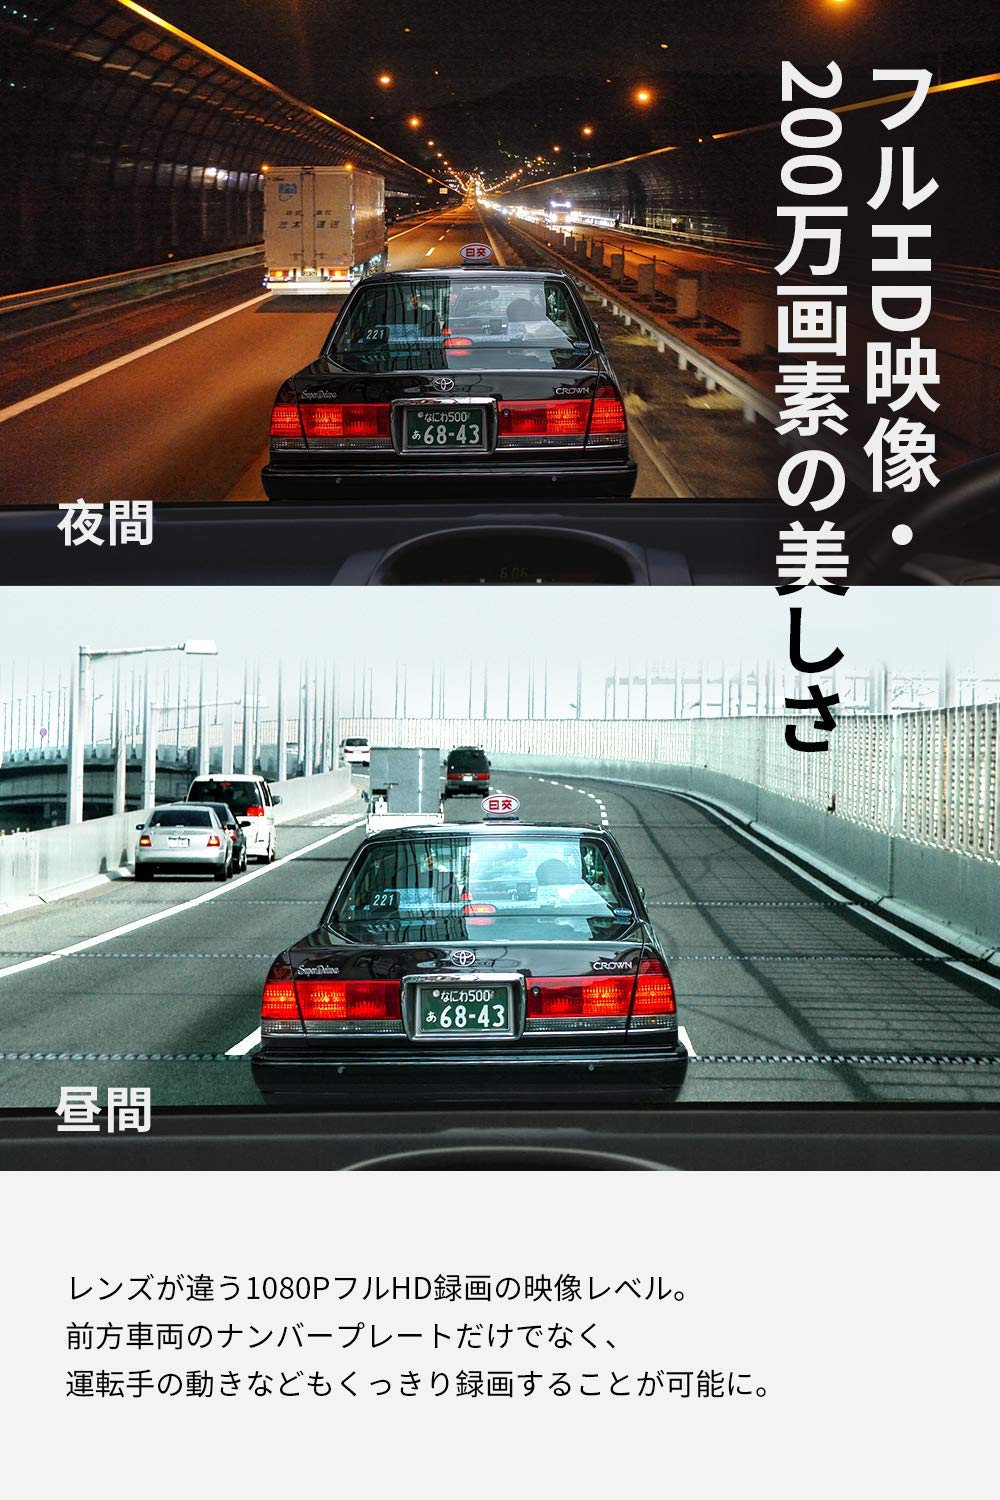 フルHD映像・
200万画素の美しさ
日交
221
Super Deluxe
CROWN
なにわ500
あ 68-43
夜間
日交
221
Super Deluxe
CROWN
なにわ500
あ 68-43
昼間
レンズが違う1080PフルHD録画の映像レベル。
前方車両のナンバープレートだけでなく、
運転手の動きなどもくっきり録画することが可能に。